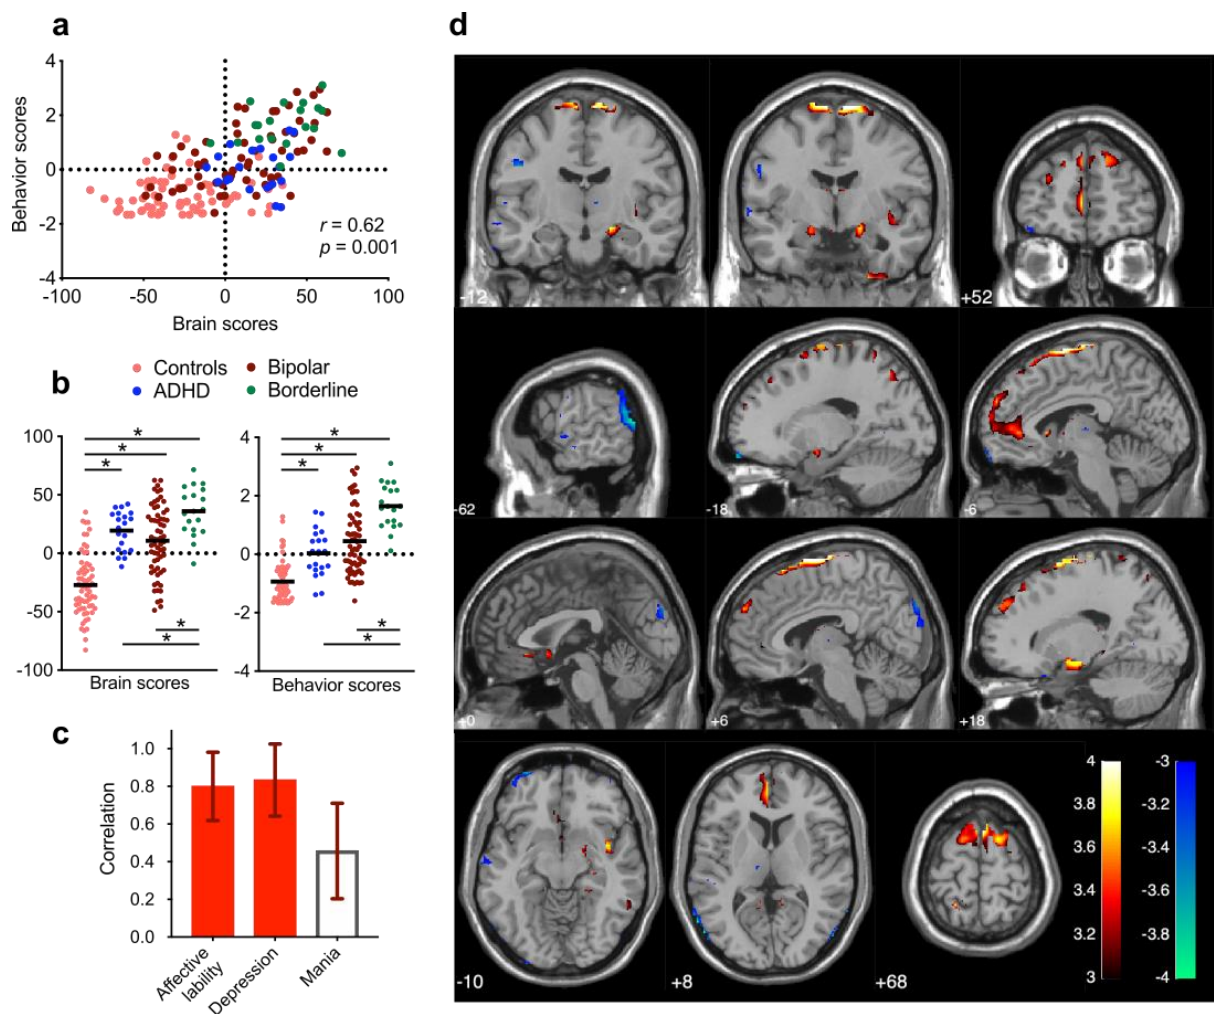 a
4
2
0
-2
-4
Behavior scores
r = 0.62
p = 0.001
-100 -50 0 50 100
Brain scores
Controls Bipolar
ADHD Borderline
b
100
50
0
-50
-100
* * *
* *
Brain scores
4
2
0
-2
-4
* * *
* *
Behavior scores
c
Correlation
1.0
0.8
0.6
0.4
0.2
0.0
Affective
lability
Depression
Mania
d
-12 +52
-62 -18 -6
+0 +6 +18
-10 +8 +68
4 -3
3.8 -3.2
3.6 -3.4
3.4 -3.6
3.2 -3.8
3 -4